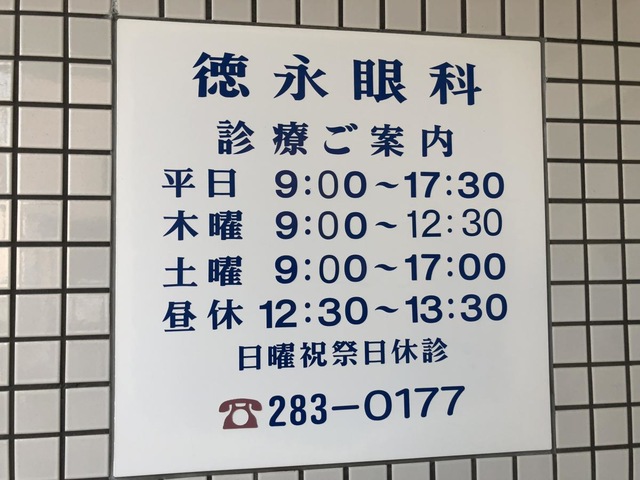 徳永眼科
診療ご案内
平日 9:00～17:30
木曜 9:00～12:30
土曜 9:00～17:00
昼休 12:30～13:30
日曜祝祭日休診
☎283-0177